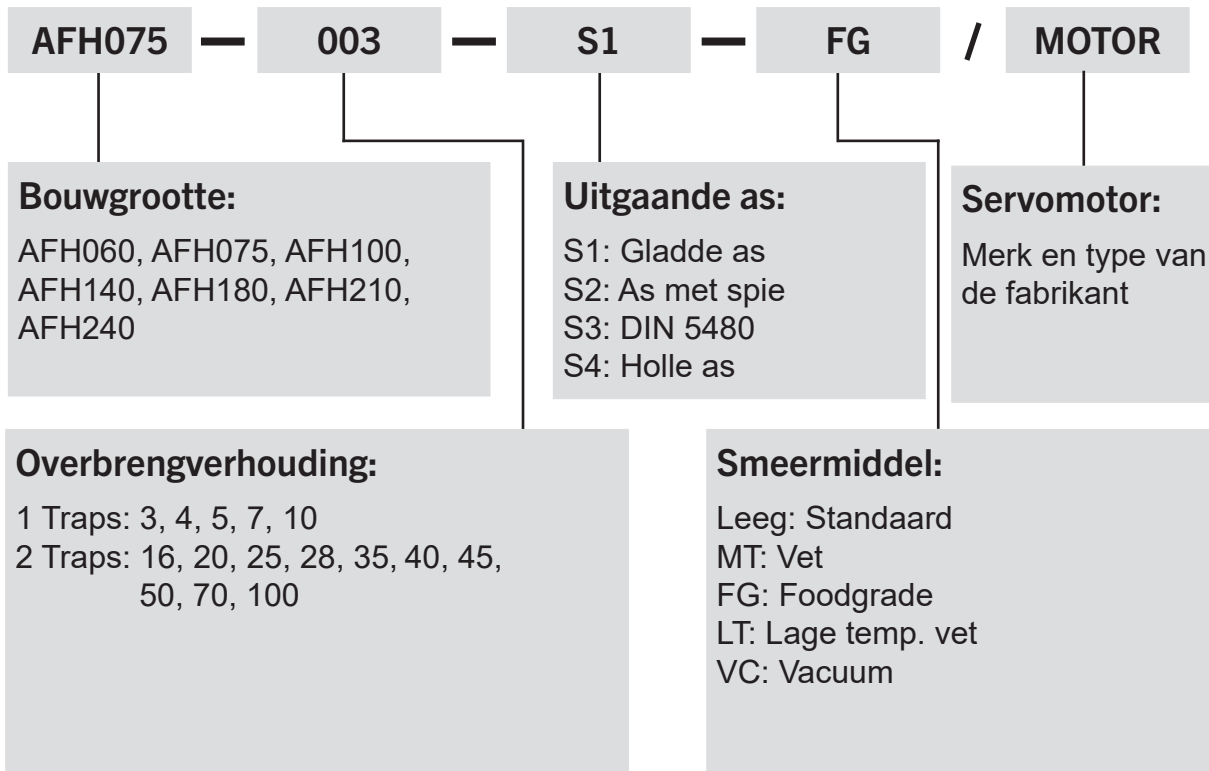 AFH075 — 003 — S1 — FG / MOTOR
Bouwgrootte:
AFH060, AFH075, AFH100,
AFH140, AFH180, AFH210,
AFH240
Uitgaande as:
S1: Gladde as
S2: As met spie
S3: DIN 5480
S4: Holle as
Servomotor:
Merk en type van
de fabrikant
Overbrengverhouding:
1 Traps: 3, 4, 5, 7, 10
2 Traps: 16, 20, 25, 28, 35, 40, 45,
50, 70, 100
Smeermiddel:
Leeg: Standaard
MT: Vet
FG: Foodgrade
LT: Lage temp. vet
VC: Vacuum